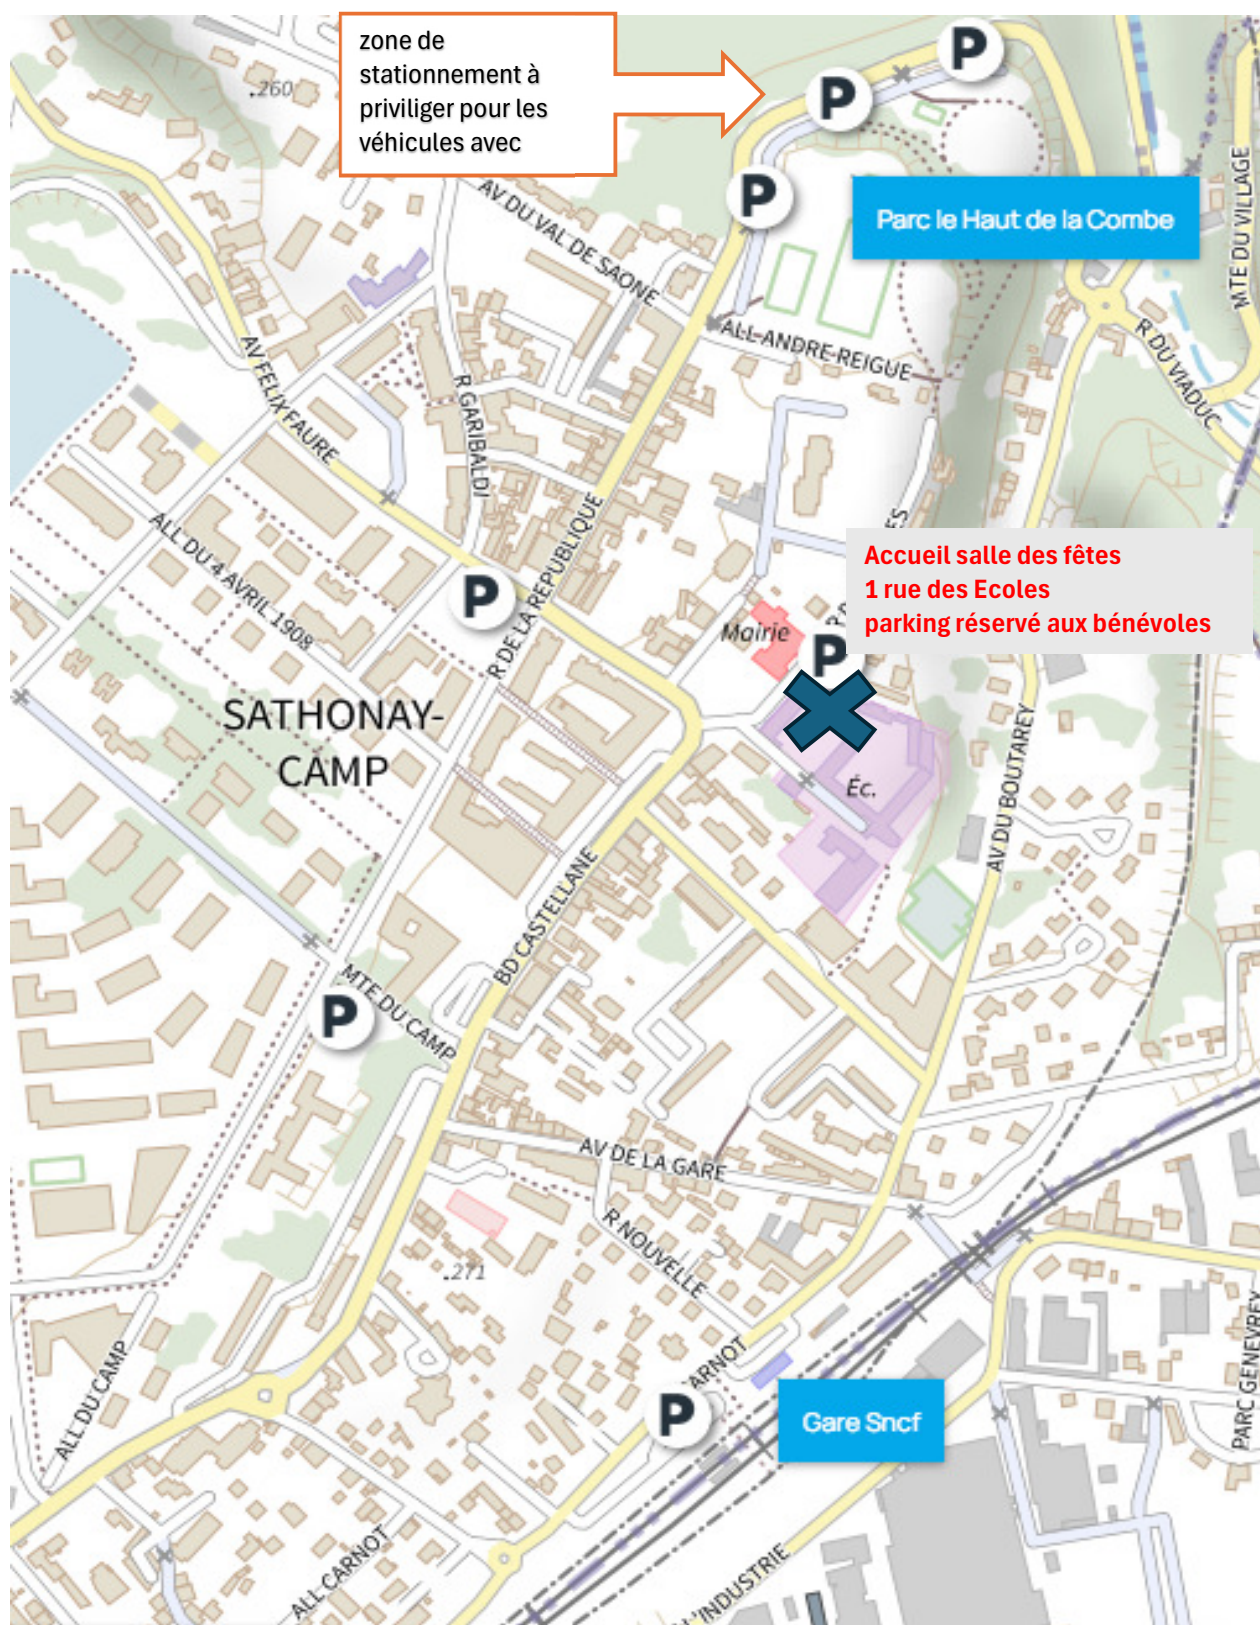 zone de
stationnement à
priviliger pour les
véhicules avec
P
P
P
260
Parc le Haut de la Combe
AV DU VAL DE SAONE
MTE DU VILLAGE
ALL ANDRE REIGUE
R DU VIADUC
AV FELIX FAURE
R GARIBALDI
ALL DU 4 AVRIL 1908
R DE LA REPUBLIQUE
ES
Accueil salle des fêtes
1 rue des Ecoles
parking réservé aux bénévoles
P
Mairie
P
SATHONAY-
CAMP
Éc.
AV DU BOUTAREY
BD CASTELLANE
MTE DU CAMP
P
AV DE LA GARE
R NOUVELLE
271
ALL DU CAMP
ARNOT
P
Gare Sncf
PARC GENEVREY
ALL CARNOT
L'INDUSTRIE